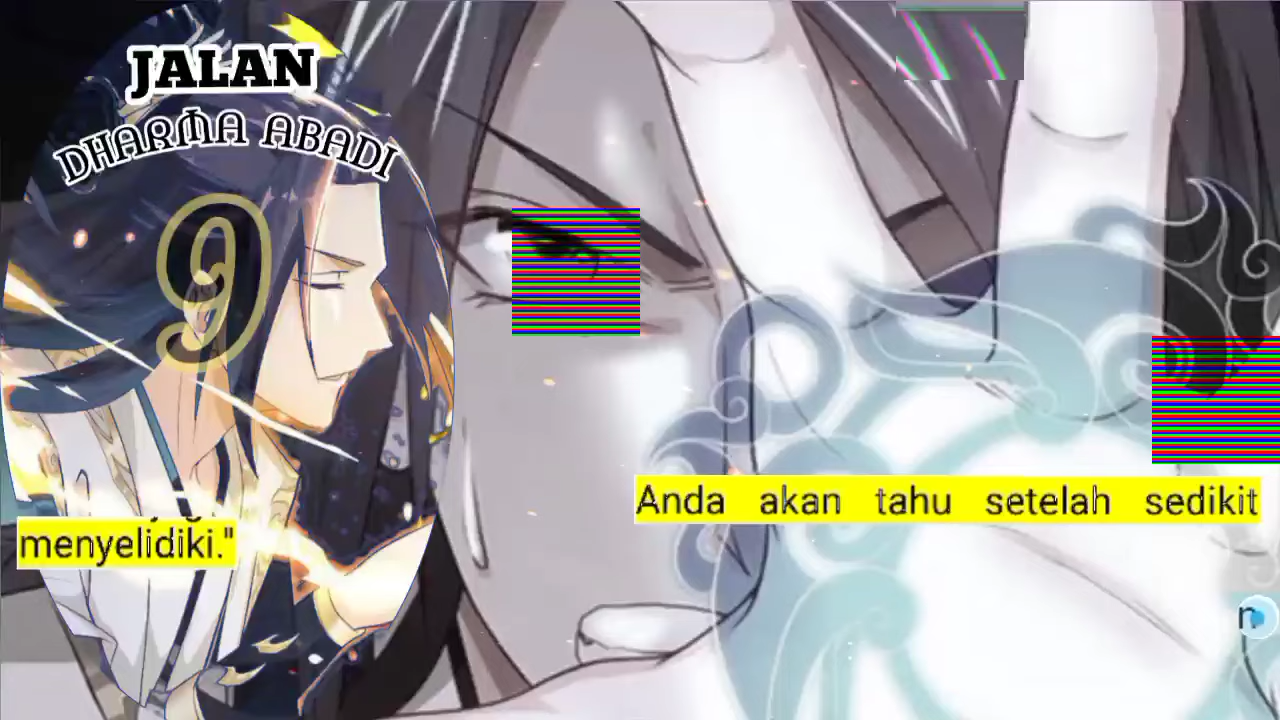 JALAN
DHARMA ABADI
9
Anda akan tahu setelah sedikit
menyelidiki."
n